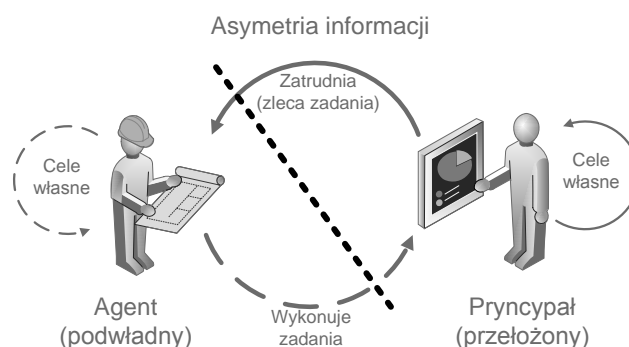 Asymetria informacji
Zatrudnia
(zleca zadania)
Cele
własne
Cele
własne
Agent
(podwładny)
Wykonuje
zadania
Pryncypał
(przełożony)